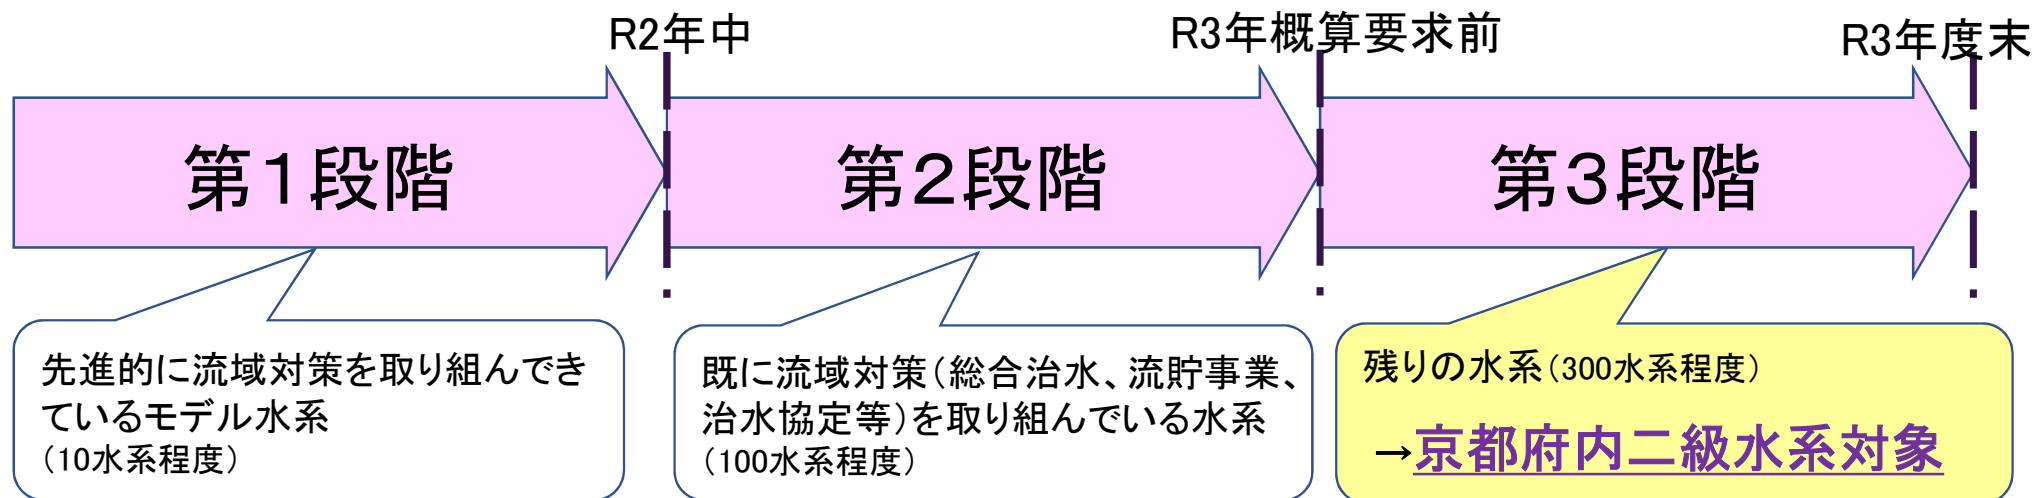 R2年中
R3年概算要求前
R3年度末
第１段階
第２段階
第３段階
先進的に流域対策を取り組んでき
ているモデル水系
(10水系程度)
既に流域対策(総合治水、流貯事業、
治水協定等)を取り組んでいる水系
(100水系程度)
残りの水系(300水系程度)
→京都府内二級水系対象